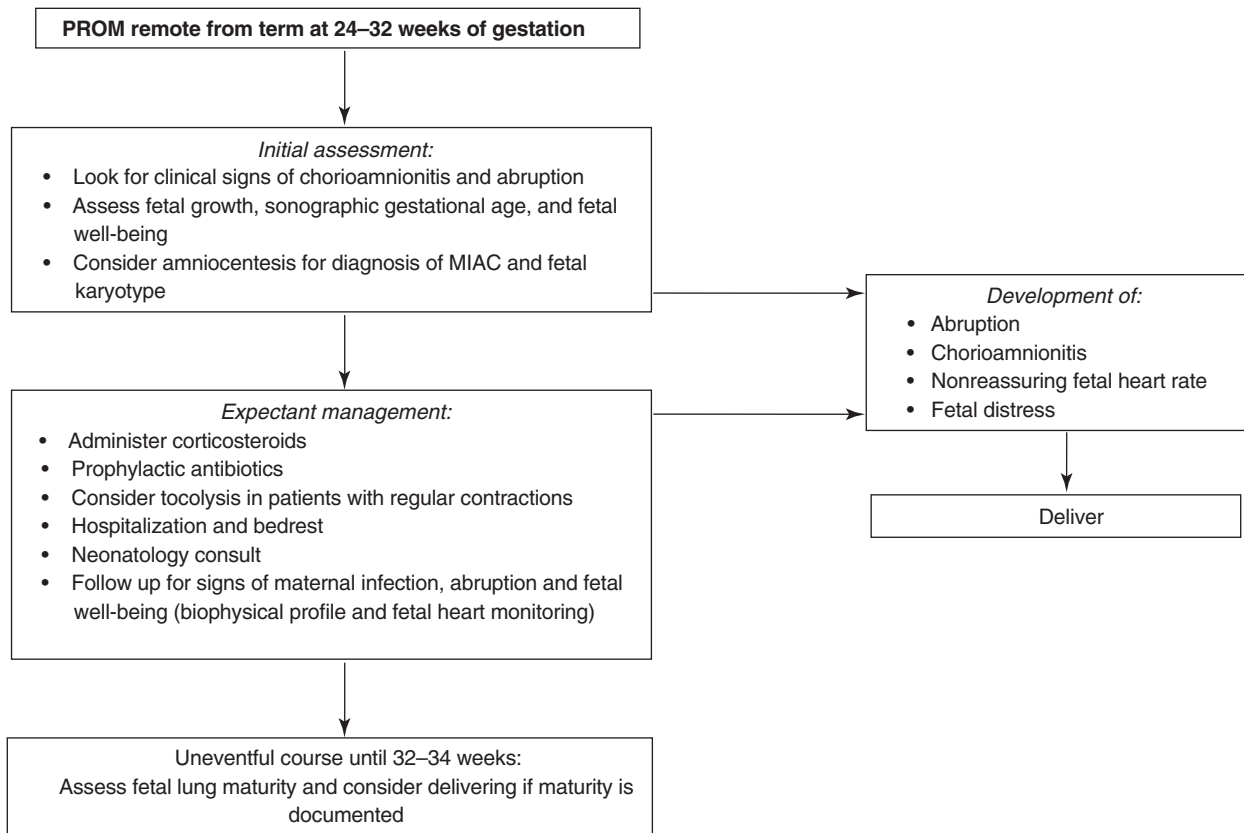 PROM remote from term at 24–32 weeks of gestation
Initial assessment:
• Look for clinical signs of chorioamnionitis and abruption
• Assess fetal growth, sonographic gestational age, and fetal
well-being
• Consider amniocentesis for diagnosis of MIAC and fetal
karyotype
Expectant management:
• Administer corticosteroids
• Prophylactic antibiotics
• Consider tocolysis in patients with regular contractions
• Hospitalization and bedrest
• Neonatology consult
• Follow up for signs of maternal infection, abruption and fetal
well-being (biophysical profile and fetal heart monitoring)
Uneventful course until 32–34 weeks:
Assess fetal lung maturity and consider delivering if maturity is
documented
Development of:
• Abruption
• Chorioamnionitis
• Nonreassuring fetal heart rate
• Fetal distress
Deliver